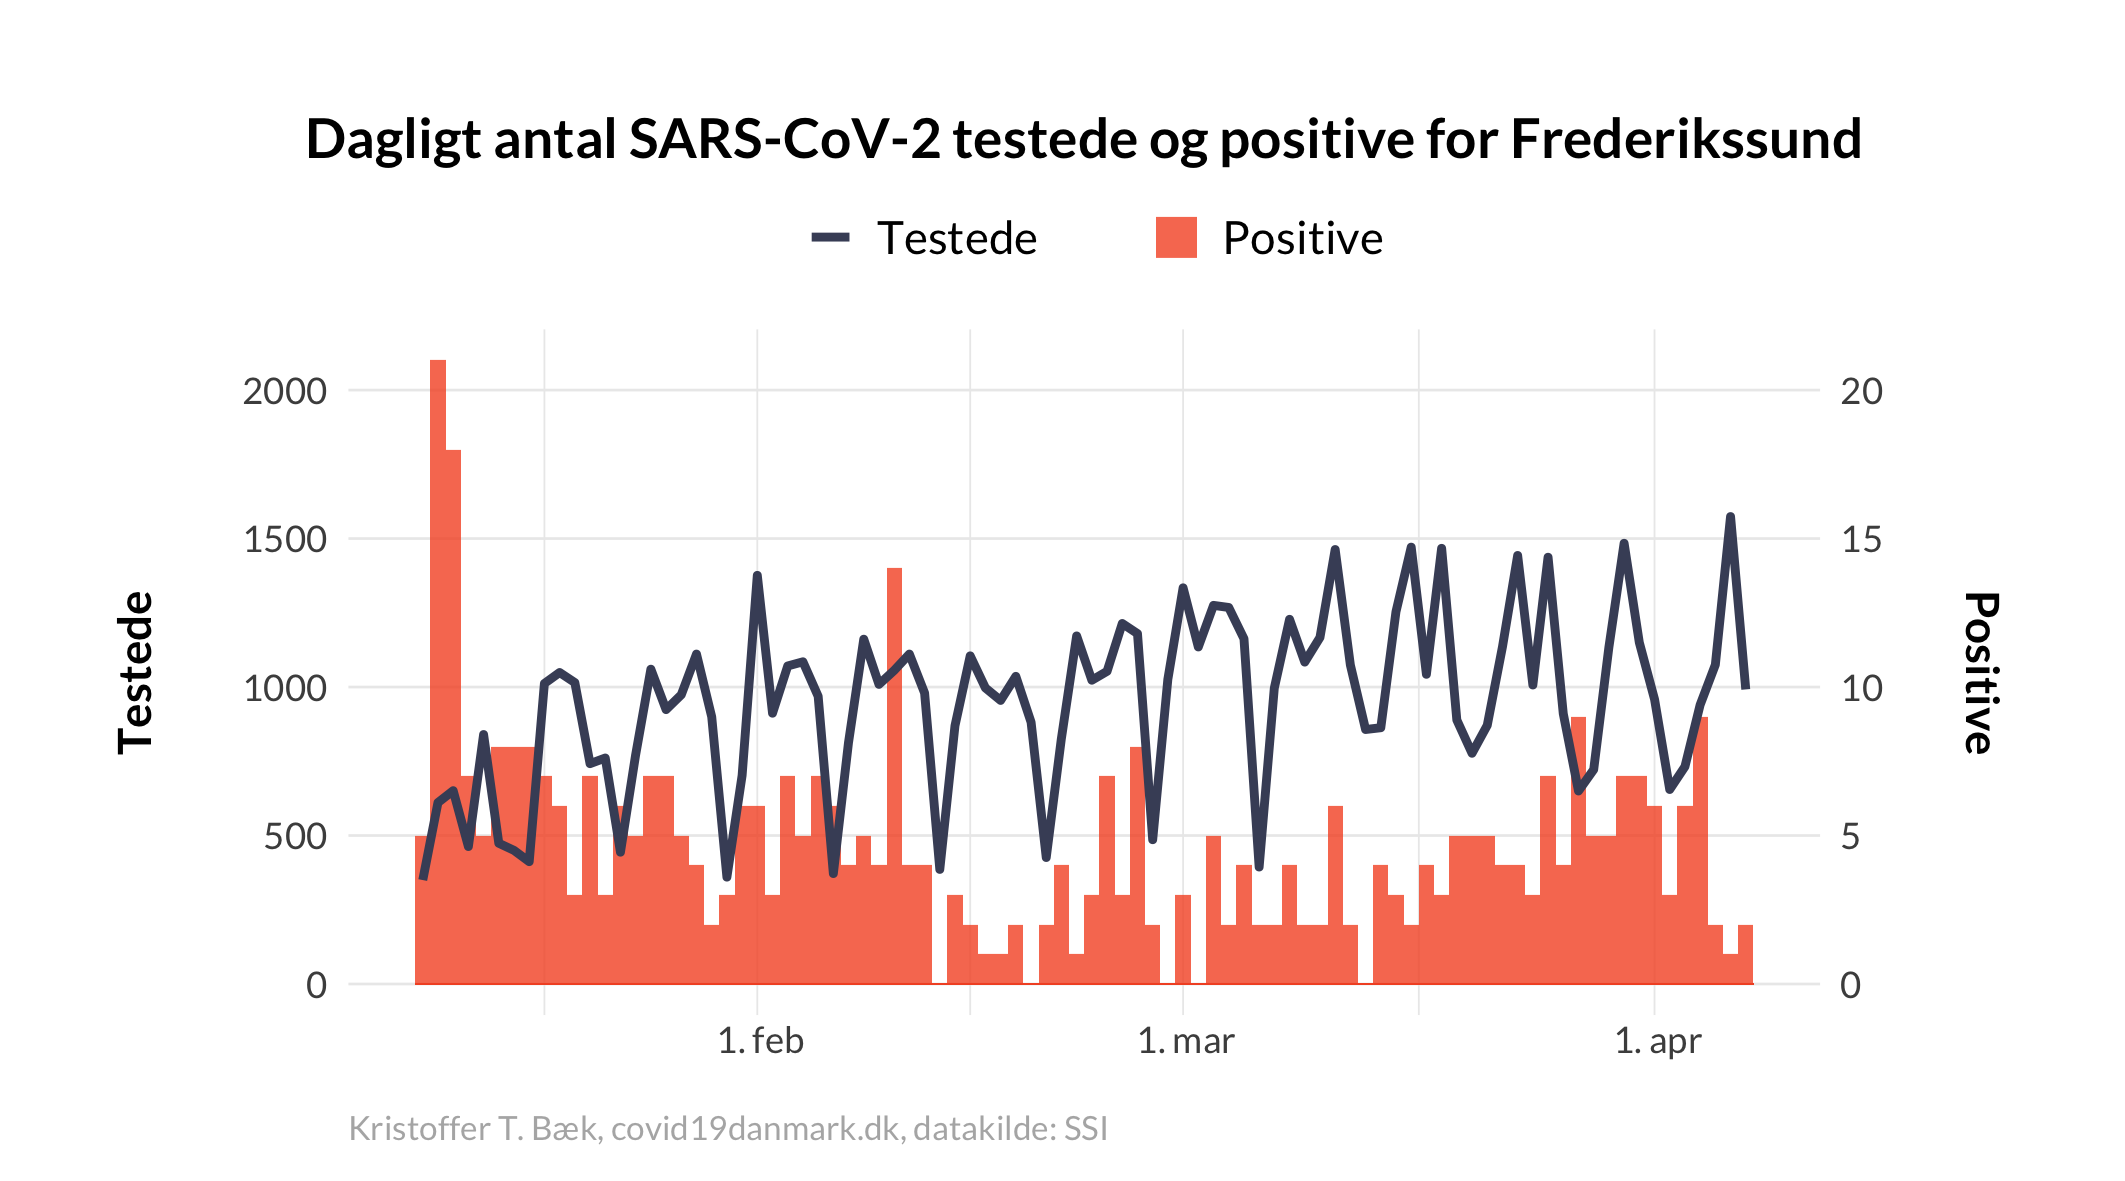 Dagligt antal SARS-CoV-2 testede og positive for Frederikssund
Testede Positive
2000 20
1500 15
1000 10
500 5
0 0
Testede
Positive
1. feb 1. mar 1. apr
Kristoffer T. Bæk, covid19danmark.dk, datakilde: SSI